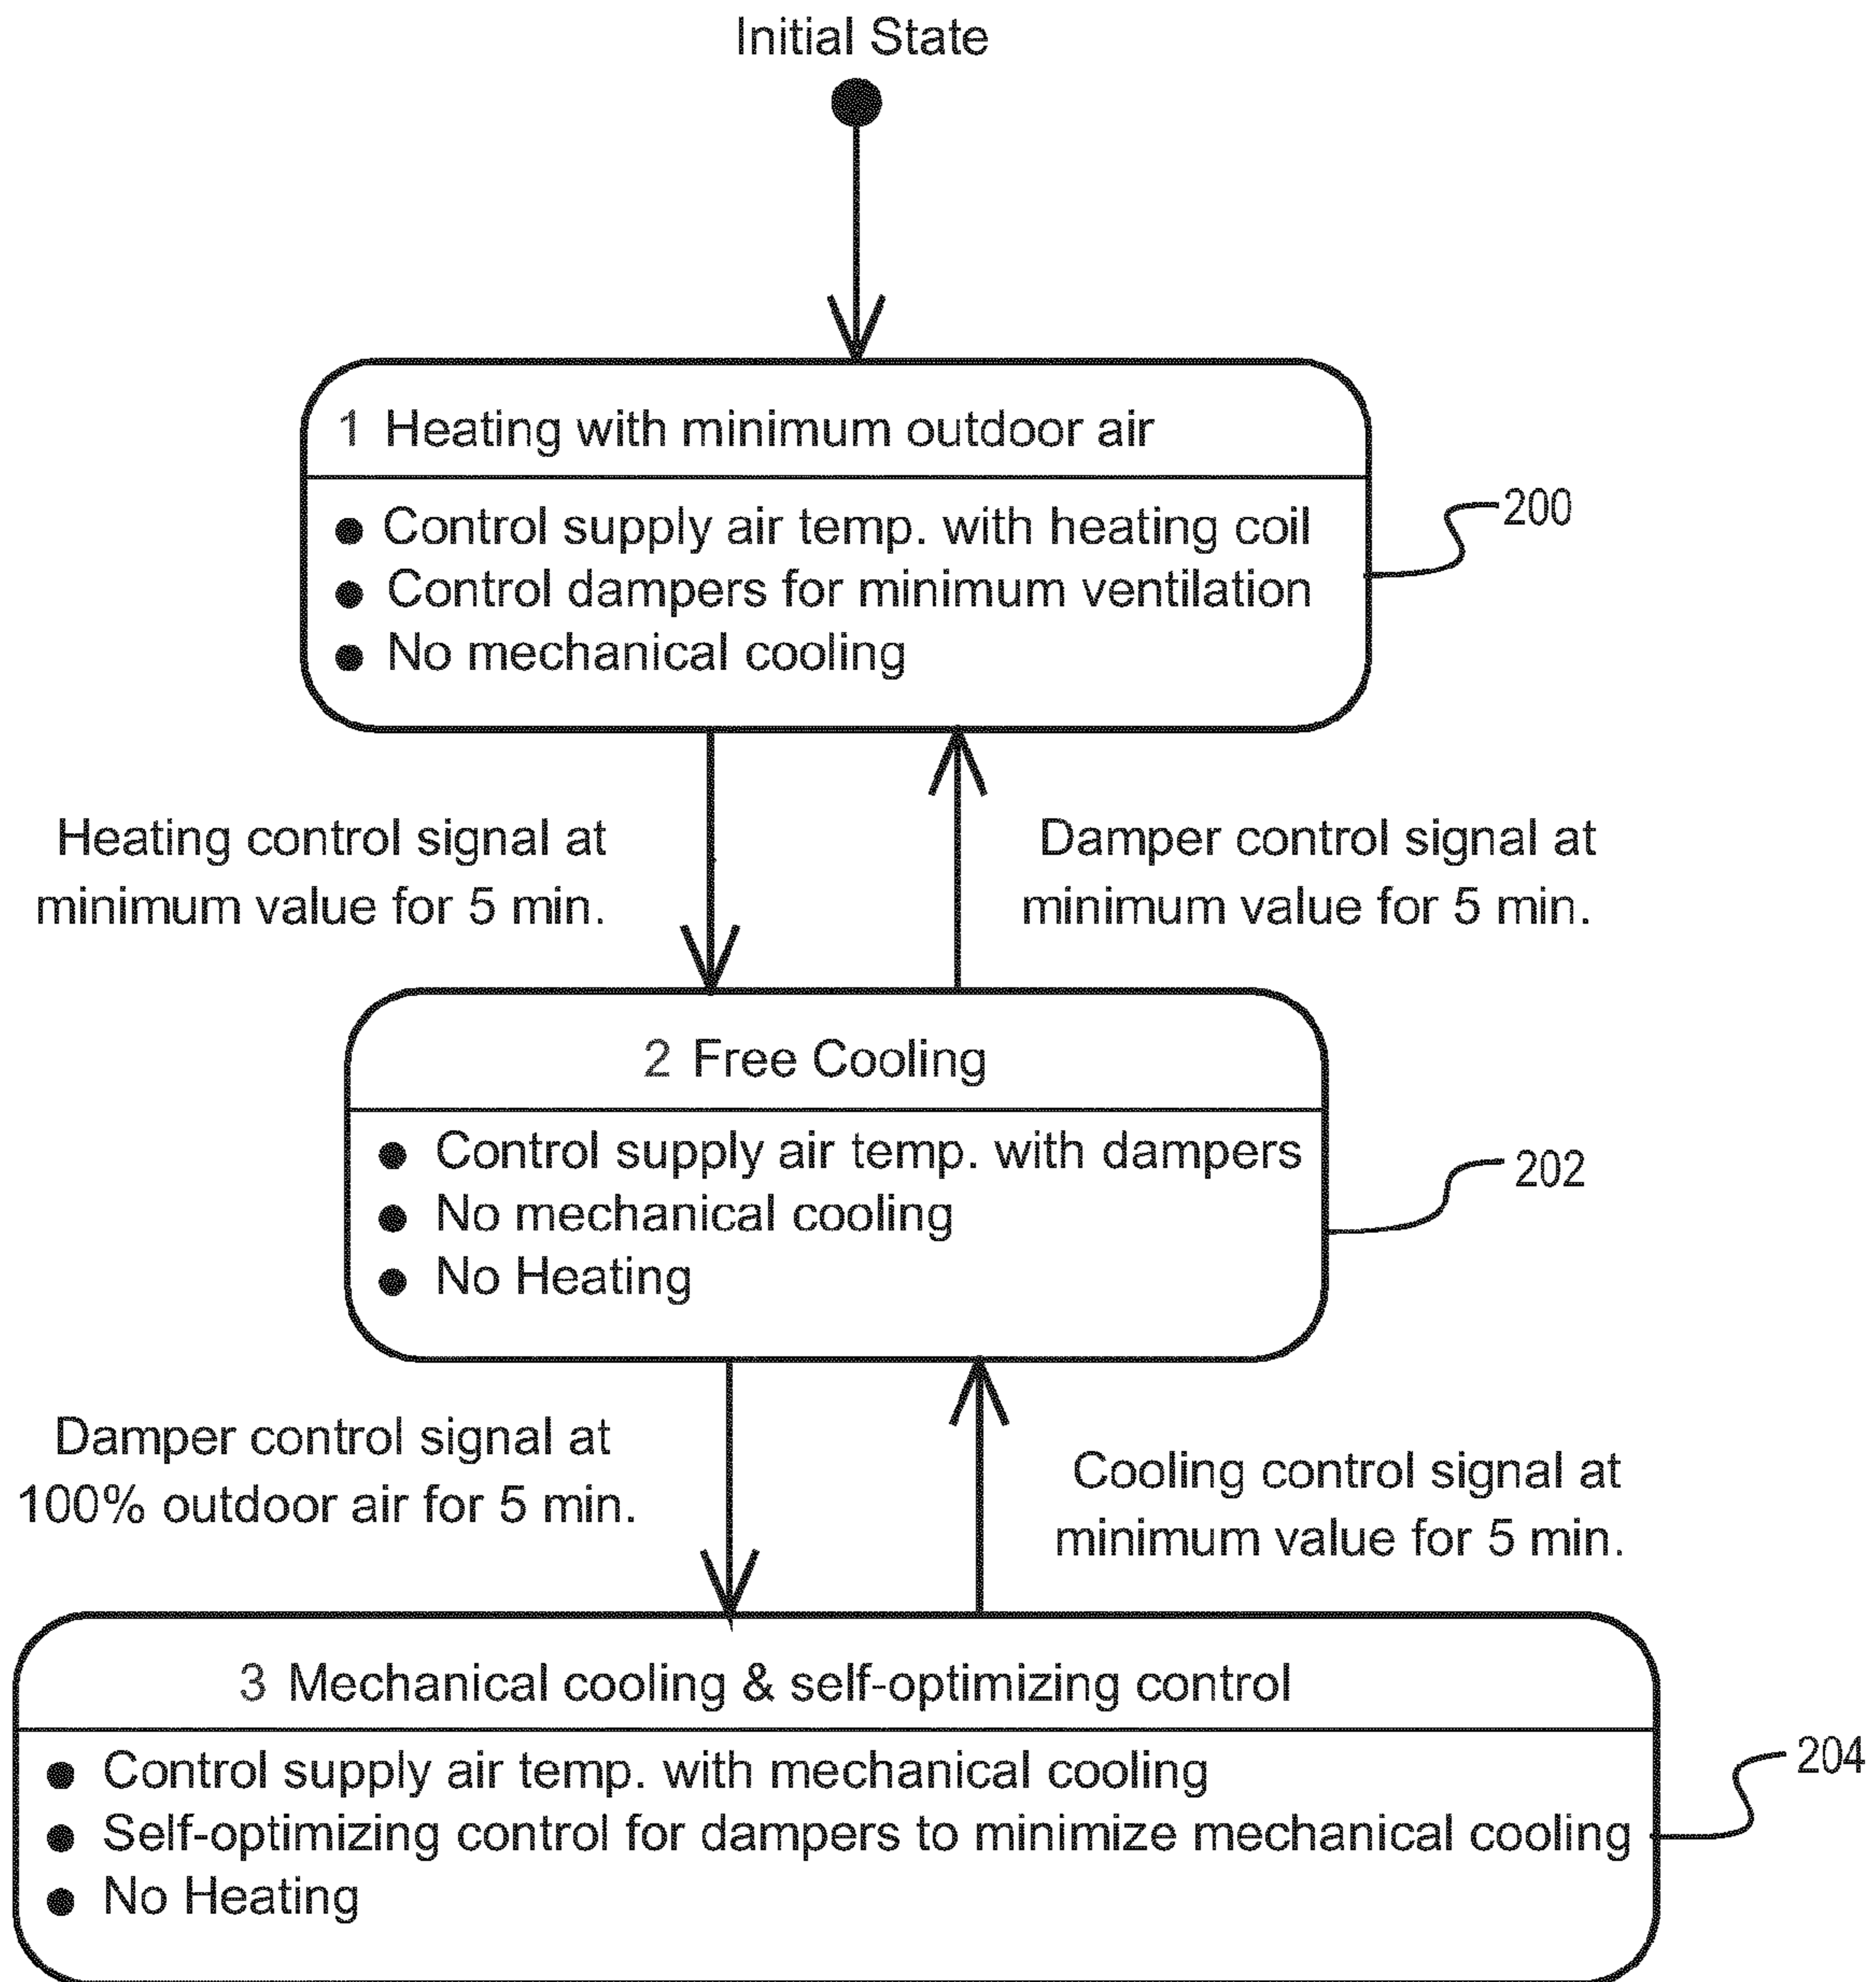 Initial State
1 Heating with minimum outdoor air
● Control supply air temp. with heating coil
● Control dampers for minimum ventilation
● No mechanical cooling
200
Heating control signal at
minimum value for 5 min.
Damper control signal at
minimum value for 5 min.
2 Free Cooling
● Control supply air temp. with dampers
● No mechanical cooling
● No Heating
202
Damper control signal at
100% outdoor air for 5 min.
Cooling control signal at
minimum value for 5 min.
3 Mechanical cooling & self-optimizing control
● Control supply air temp. with mechanical cooling
● Self-optimizing control for dampers to minimize mechanical cooling
● No Heating
204